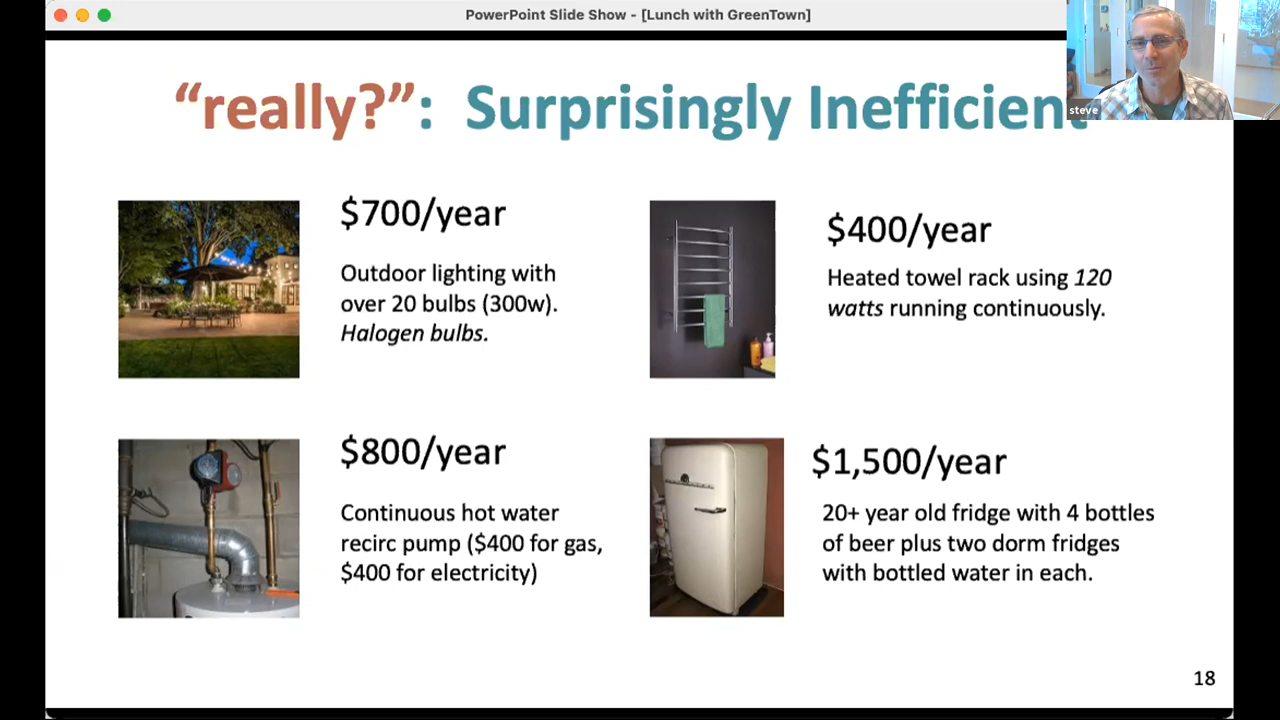 PowerPoint Slide Show - [Lunch with GreenTown]
steve
“really?”: Surprisingly Inefficient
$700/year
Outdoor lighting with
over 20 bulbs (300w).
Halogen bulbs.
$400/year
Heated towel rack using 120
watts running continuously.
$800/year
Continuous hot water
recirc pump ($400 for gas,
$400 for electricity)
$1,500/year
20+ year old fridge with 4 bottles
of beer plus two dorm fridges
with bottled water in each.
18